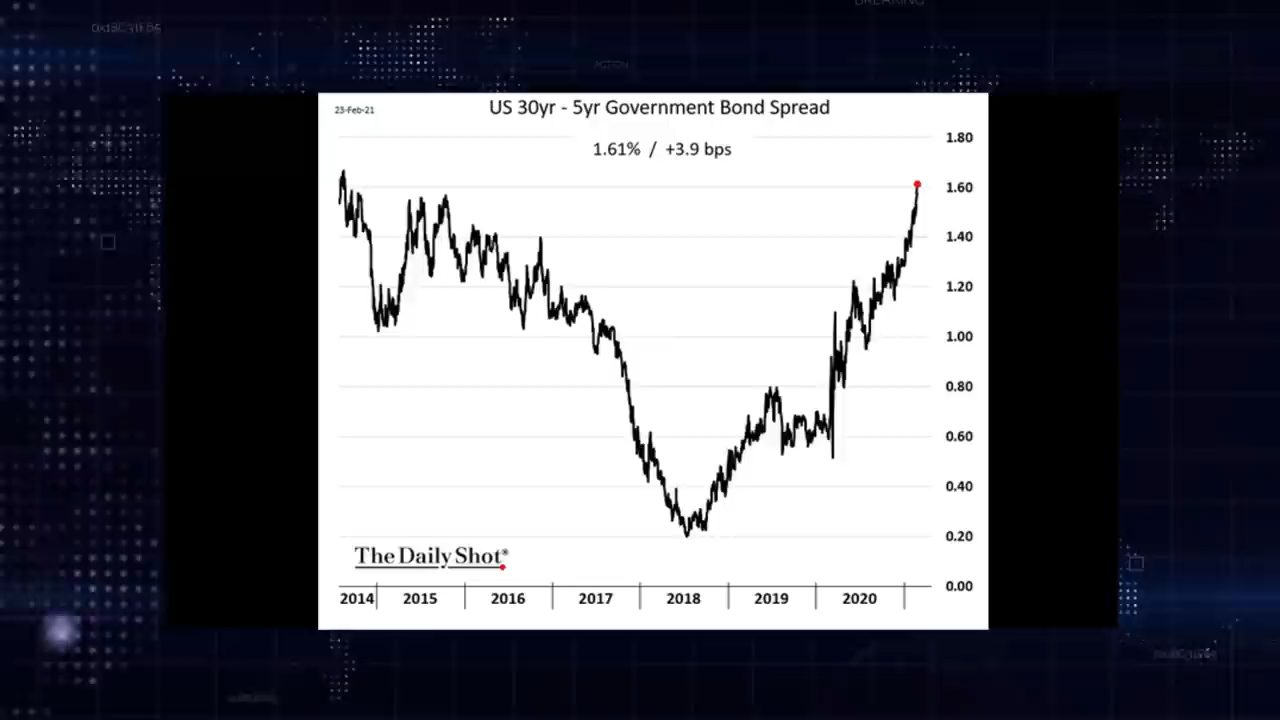 BREAKING
ACTION
23-Feb-21
US 30yr - 5yr Government Bond Spread
1.61% / +3.9 bps
1.80
1.60
1.40
1.20
1.00
0.80
0.60
0.40
0.20
0.00
The Daily Shot®
2014 2015 2016 2017 2018 2019 2020